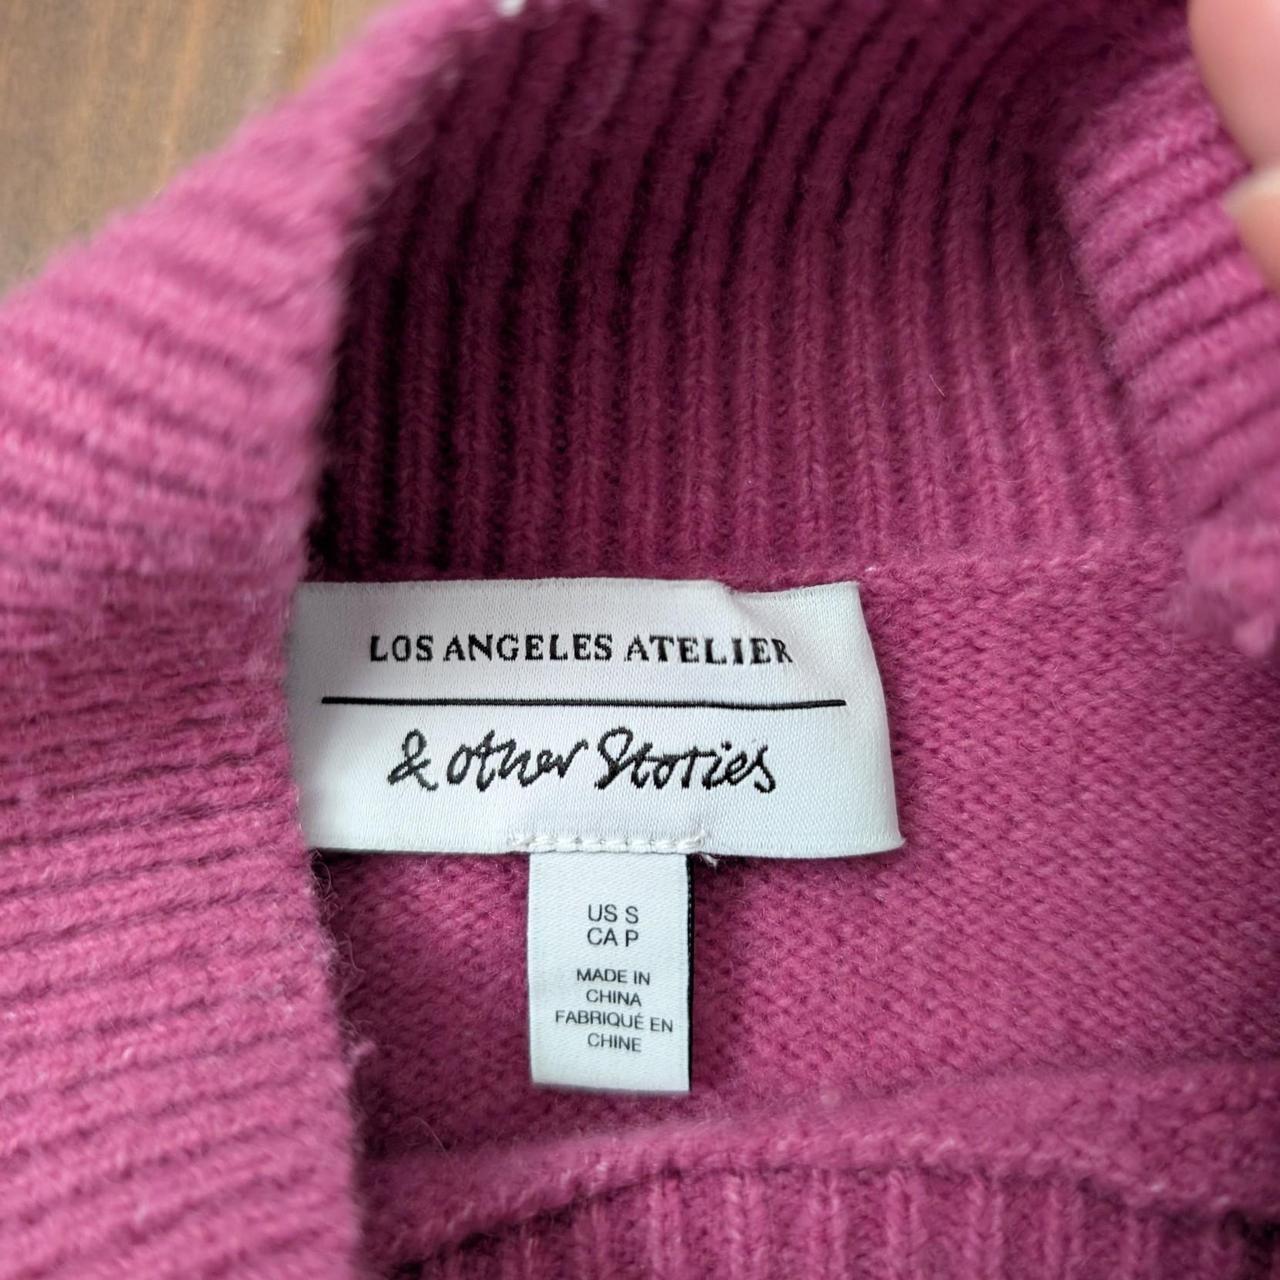 LOS ANGELES ATELIER
& other Stories
US S
CA P
MADE IN
CHINA
FABRIQUÉ EN
CHINE